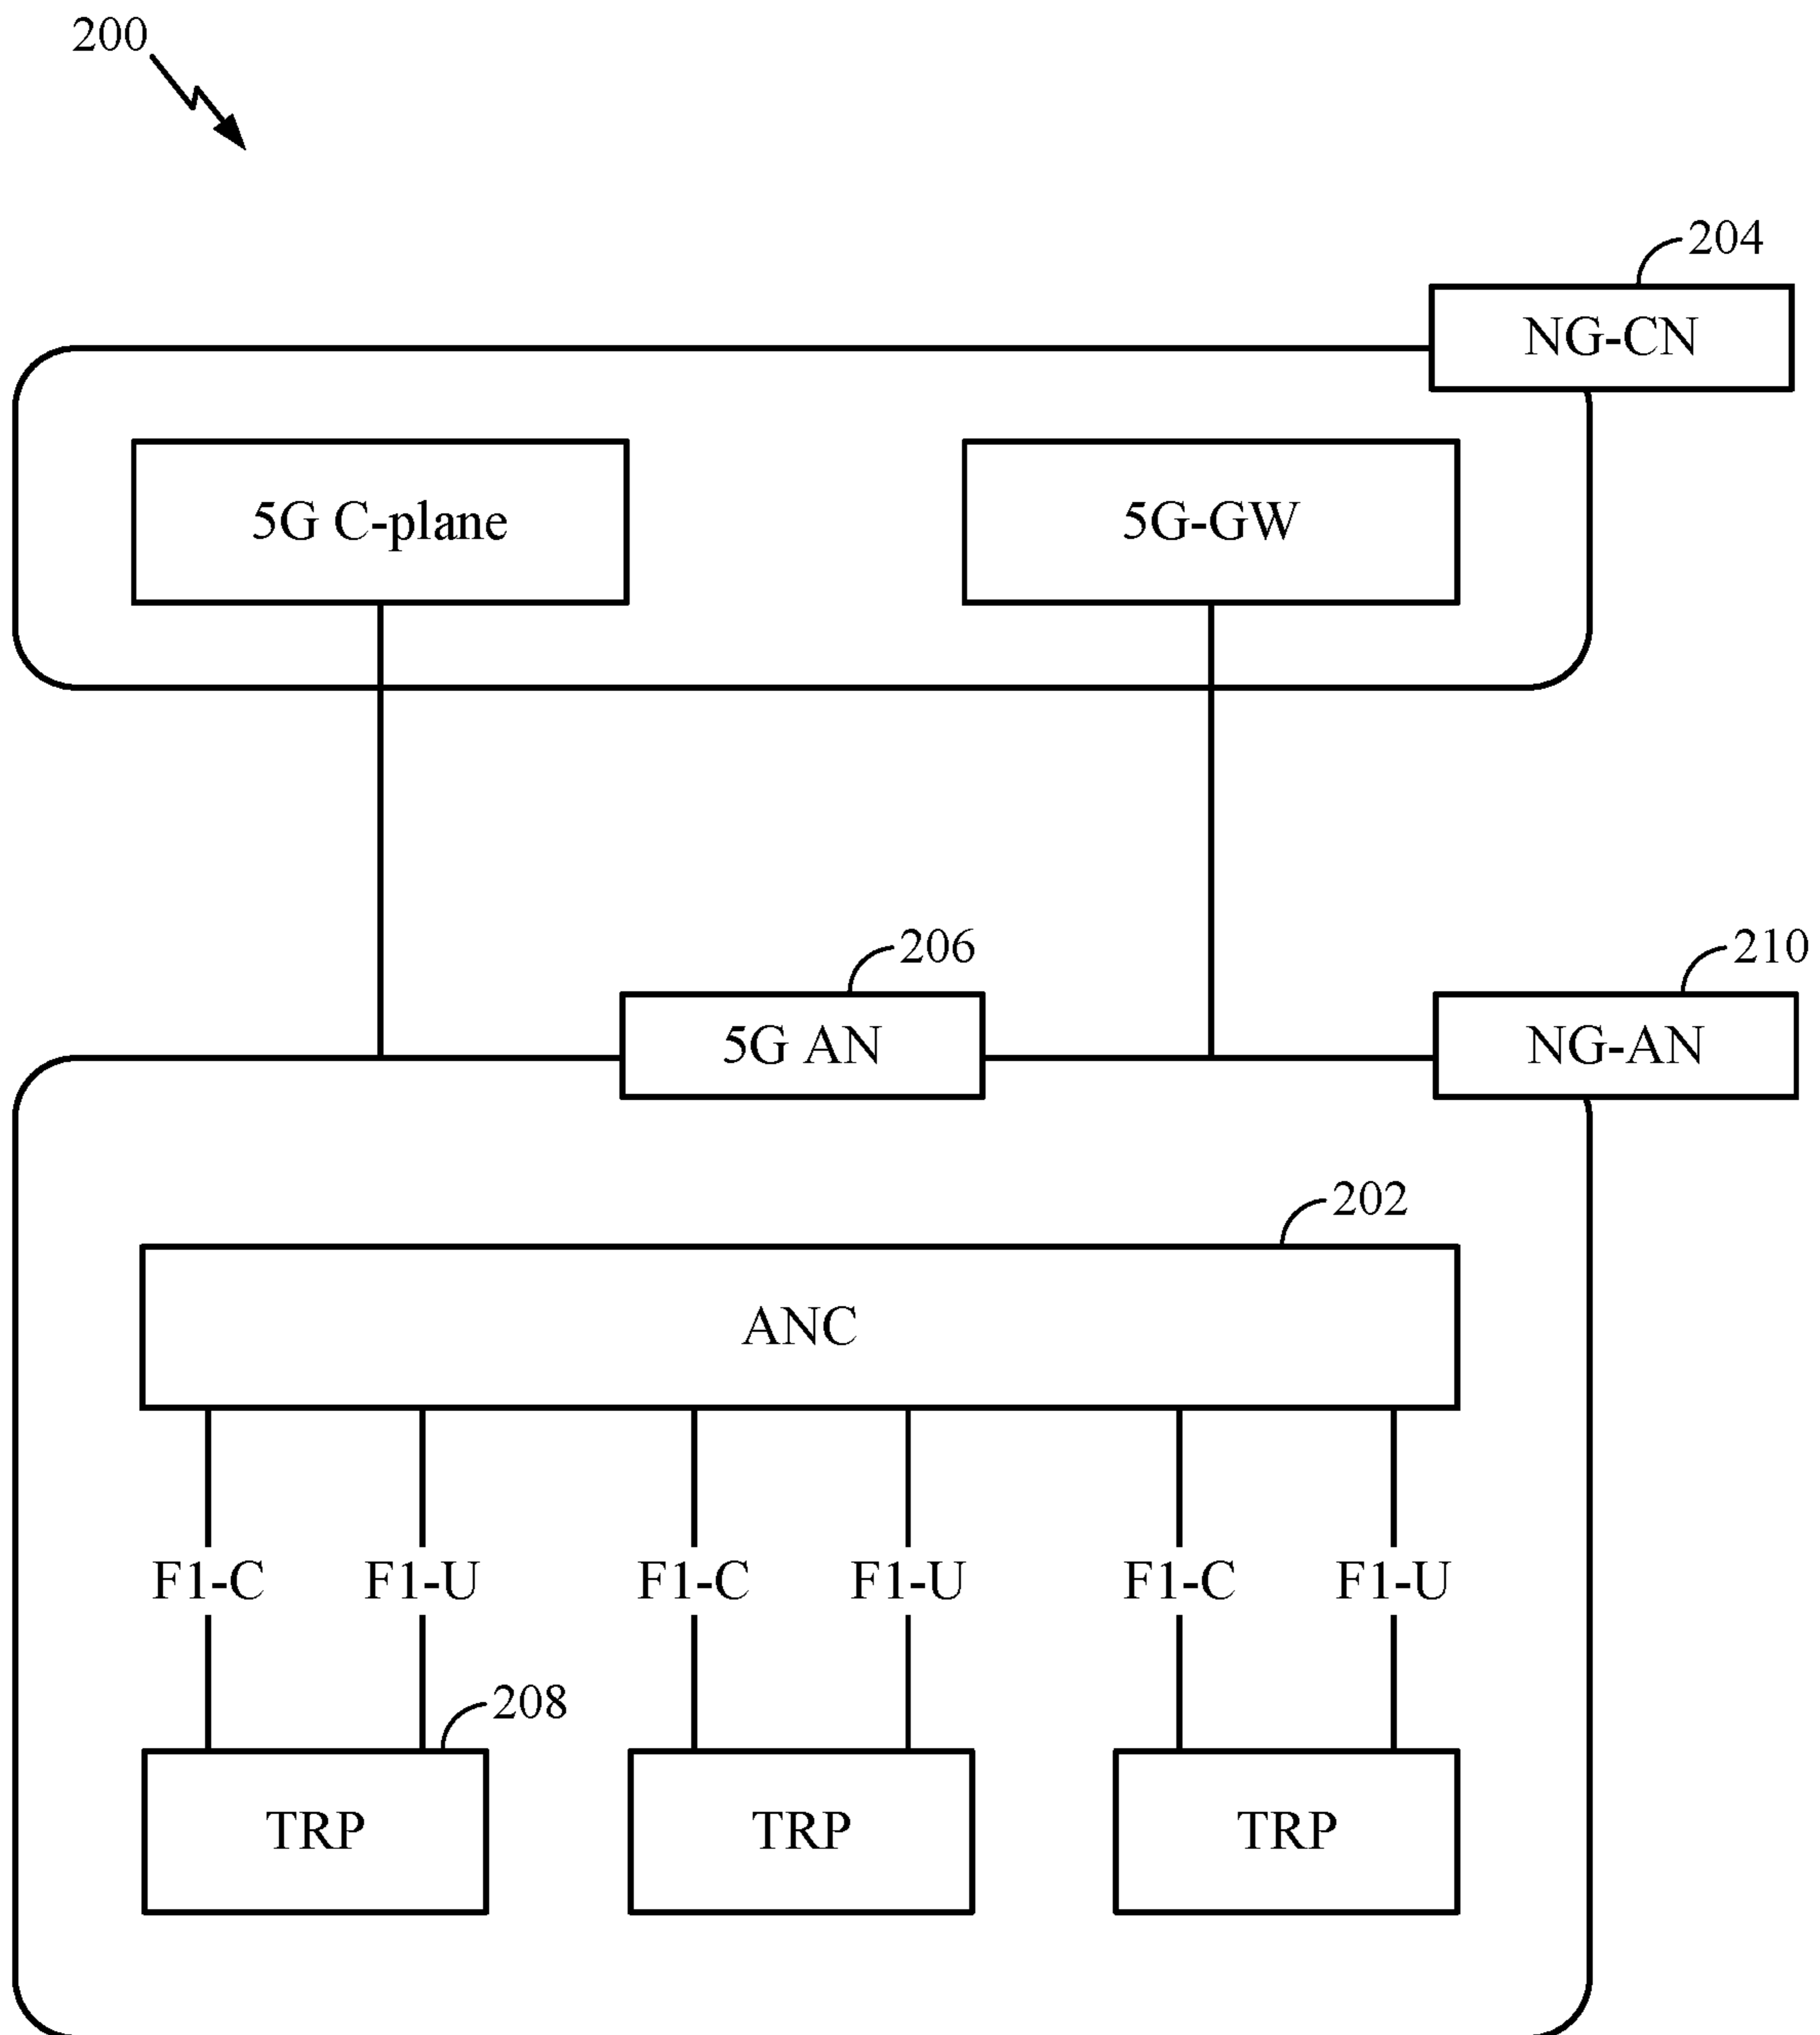 200
204
NG-CN
5G C-plane
5G-GW
206
210
5G AN
NG-AN
202
ANC
F1-C F1-U F1-C F1-U F1-C F1-U
208
TRP TRP TRP